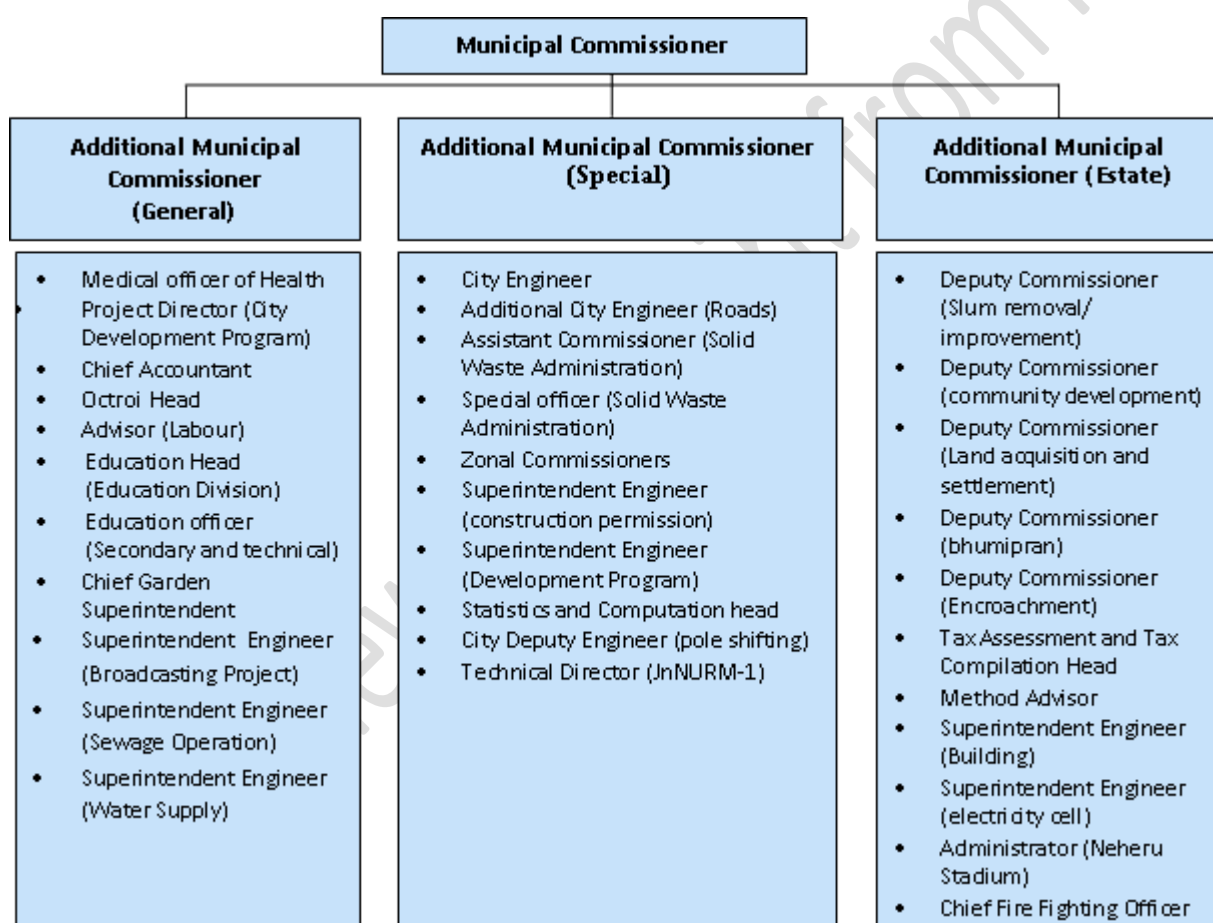 Municipal Commissioner
Additional Municipal
Commissioner
(General)
Additional Municipal Commissioner
(Special)
Additional Municipal
Commissioner (Estate)
• Medical officer of Health
• Project Director (City
Development Program)
• Chief Accountant
• Octroi Head
• Advisor (Labour)
• Education Head
(Education Division)
• Education officer
(Secondary and technical)
• Chief Garden
Superintendent
• Superintendent Engineer
(Broadcasting Project)
• Superintendent Engineer
(Sewage Operation)
• Superintendent Engineer
(Water Supply)
• City Engineer
• Additional City Engineer (Roads)
• Assistant Commissioner (Solid
Waste Administration)
• Special officer (Solid Waste
Administration)
• Zonal Commissioners
• Superintendent Engineer
(construction permission)
• Superintendent Engineer
(Development Program)
• Statistics and Computation head
• City Deputy Engineer (pole shifting)
• Technical Director (JnNURM-1)
• Deputy Commissioner
(Slum removal/
improvement)
• Deputy Commissioner
(community development)
• Deputy Commissioner
(Land acquisition and
settlement)
• Deputy Commissioner
(bhumipran)
• Deputy Commissioner
(Encroachment)
• Tax Assessment and Tax
Compilation Head
• Method Advisor
• Superintendent Engineer
(Building)
• Superintendent Engineer
(electricity cell)
• Administrator (Neheru
Stadium)
• Chief Fire Fighting Officer
from